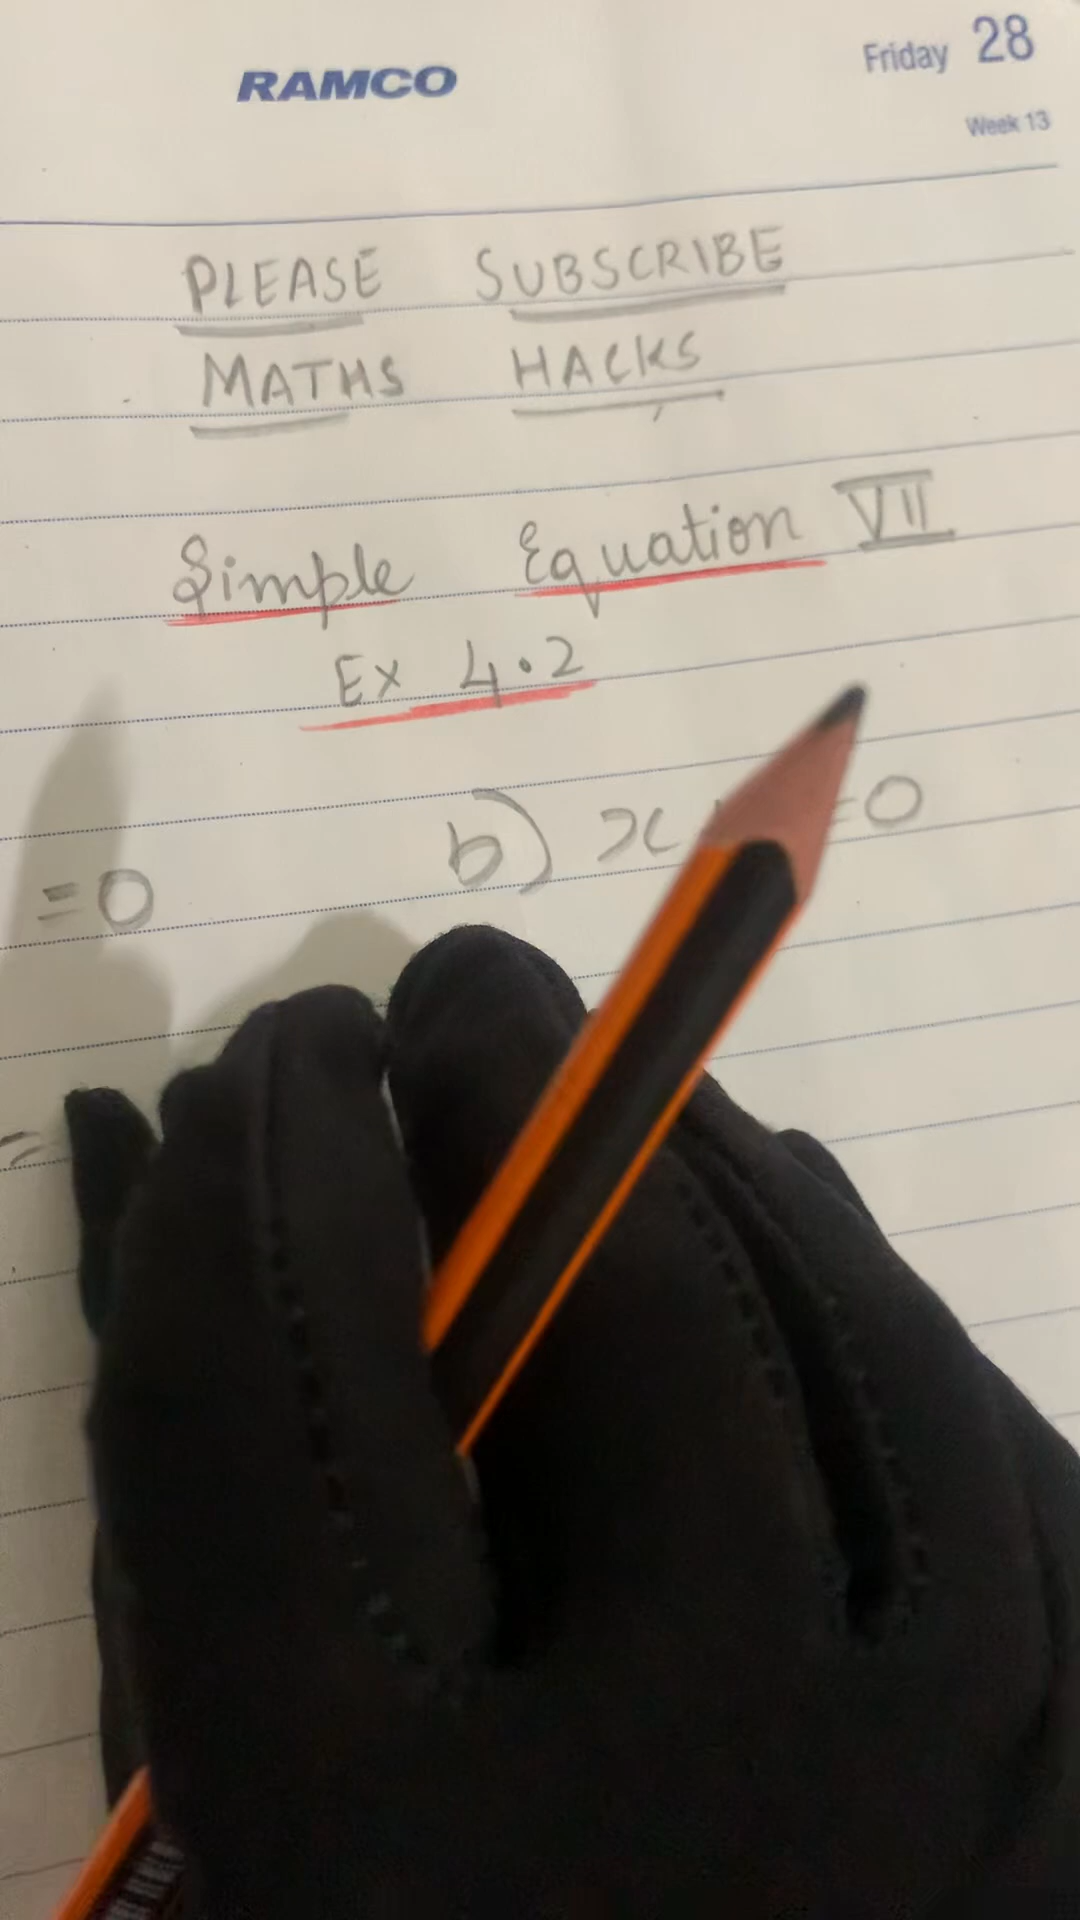 RAMCO
Friday 28
Week 13
PLEASE SUBSCRIBE
MATHS HACKS
Simple Equation VII
Ex 4.2
=0 b) x =0